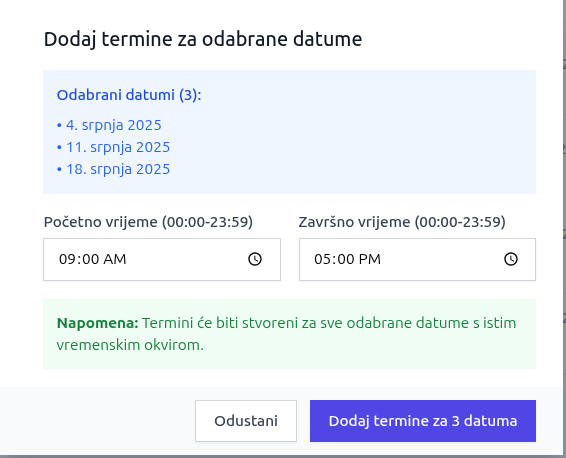 Dodaj termine za odabrane datume
Odabrani datumi (3):
• 4. srpnja 2025
• 11. srpnja 2025
• 18. srpnja 2025
Početno vrijeme (00:00-23:59)
Završno vrijeme (00:00-23:59)
09:00 AM
05:00 PM
Napomena: Termini će biti stvoreni za sve odabrane datume s istim
vremenskim okvirom.
Odustani
Dodaj termine za 3 datuma